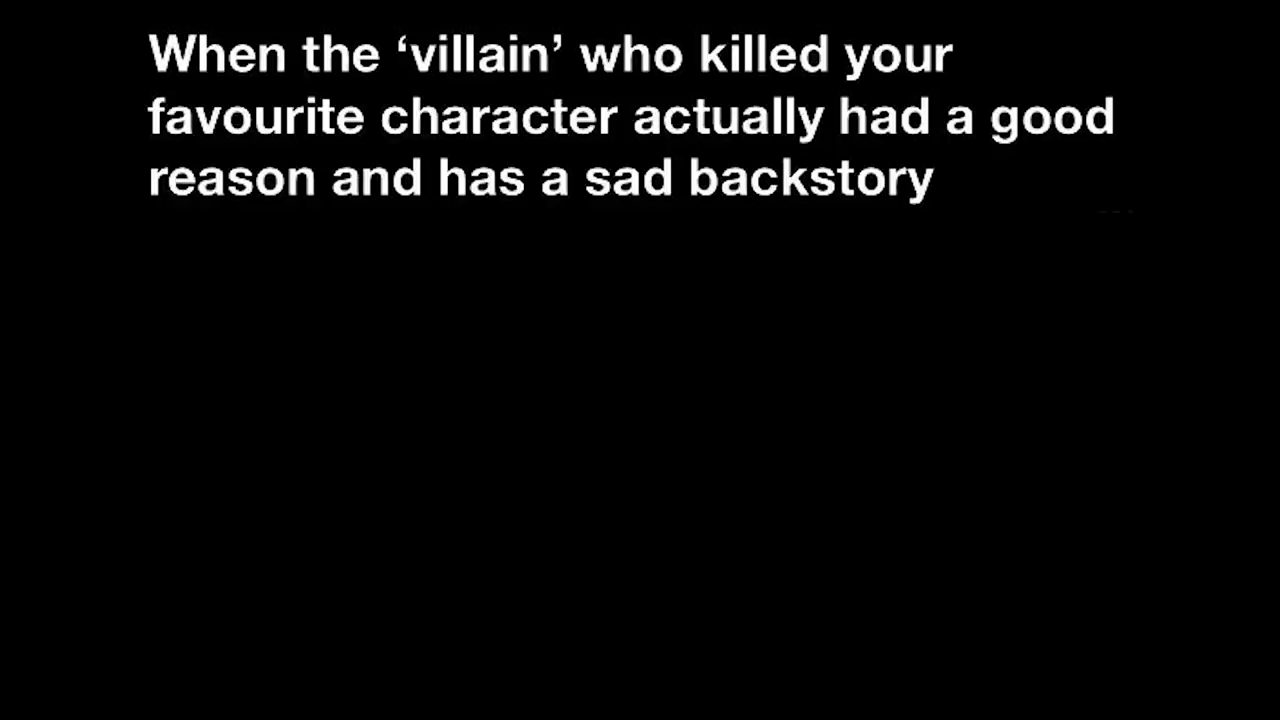 When the ‘villain’ who killed your
favourite character actually had a good
reason and has a sad backstory